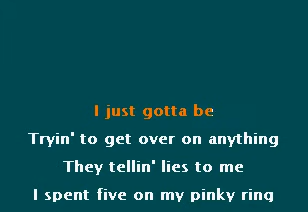 I just gotta be
Tryin' to get over on anything
They tellin' lies to me
I spent five on my pinky ring